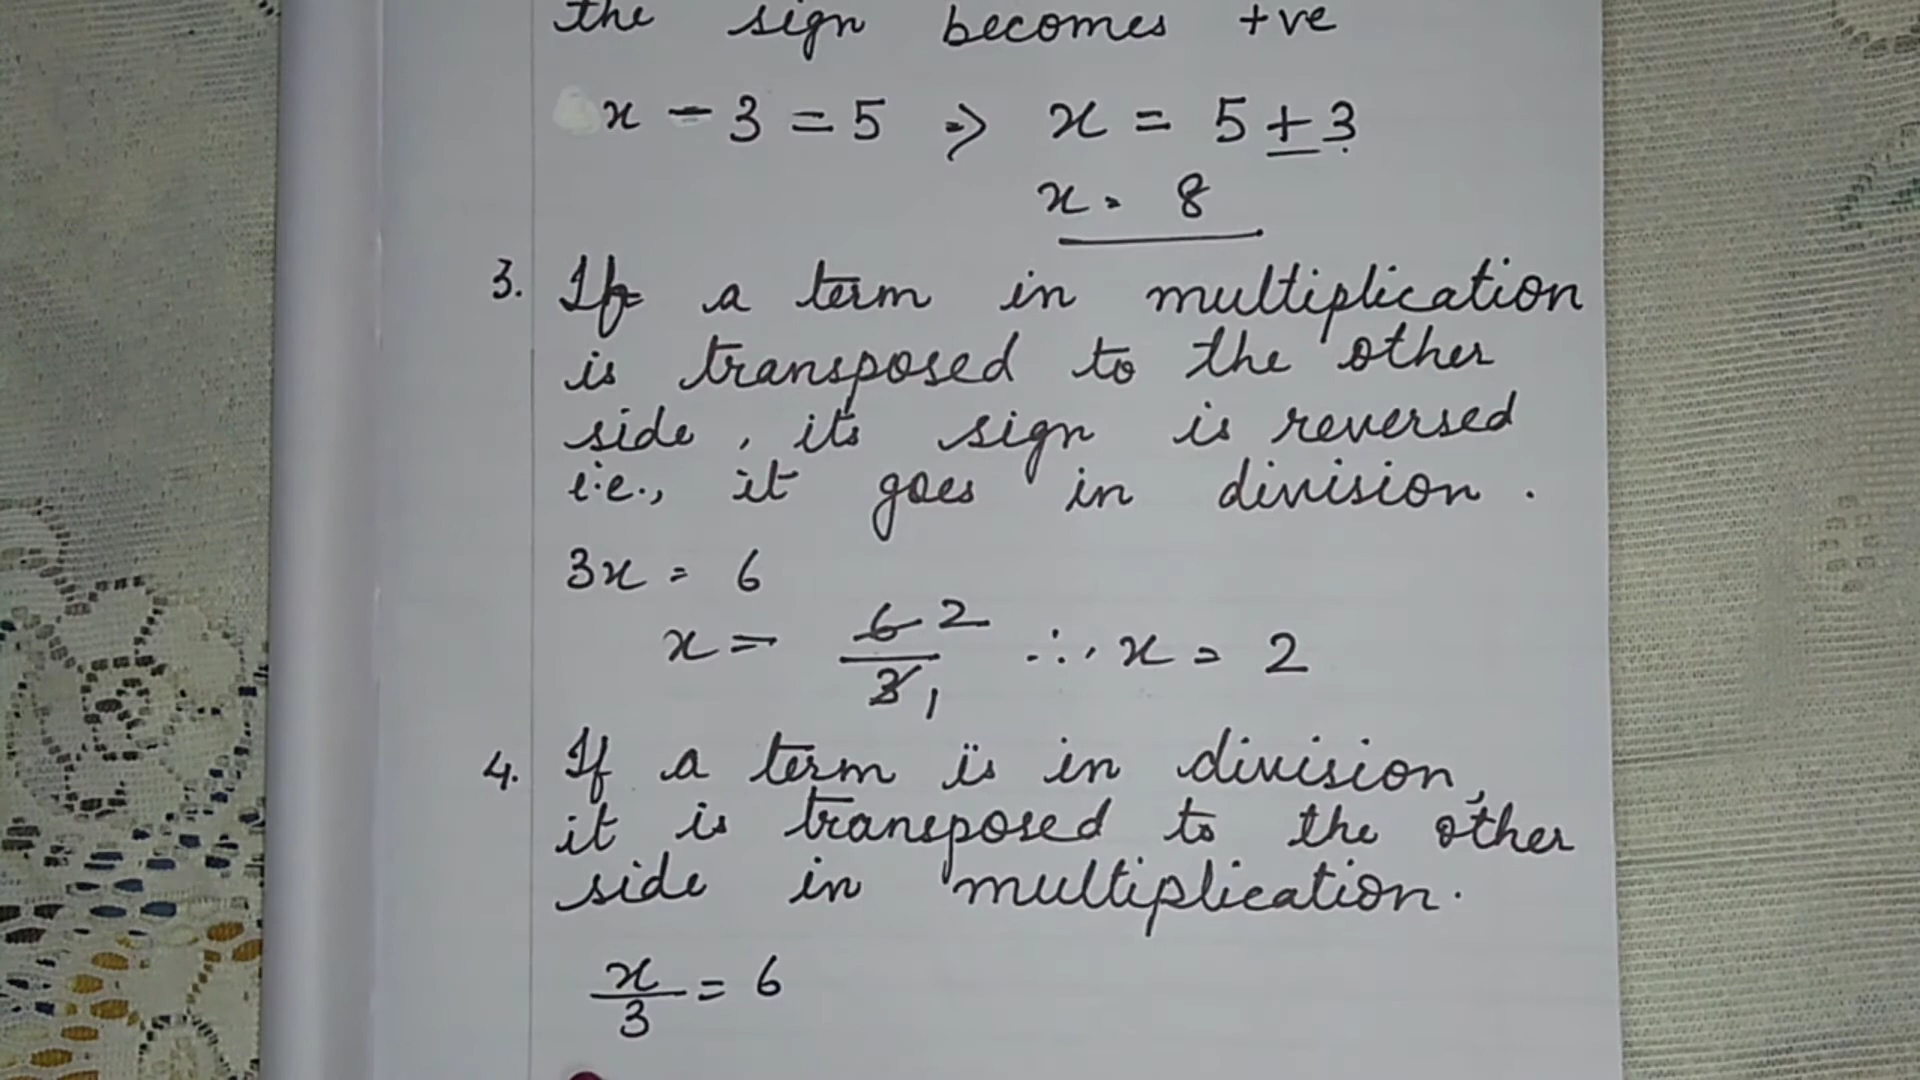 the sign becomes +ve
x - 3 = 5 => x = 5 + 3
x = 8
3. If a term in multiplication
is transposed to the other
side, its sign is reversed
i.e., it goes in division.
3x = 6
x = 6/3 2 1 ∴ x = 2
4. If a term is in division,
it is transposed to the other
side in multiplication.
x/3 = 6